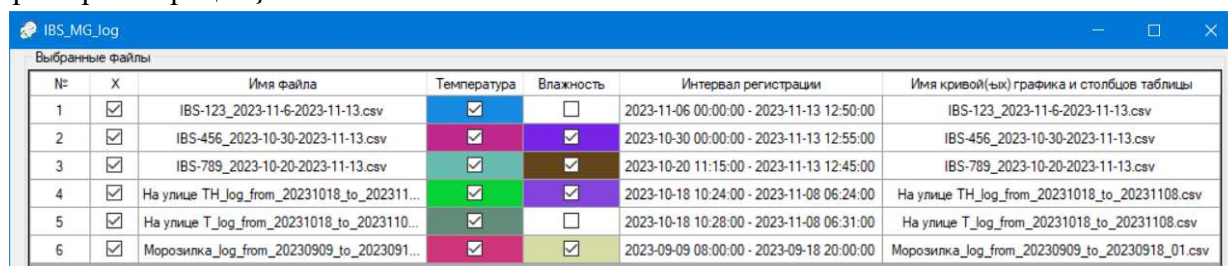 IBS_MG_log
Выбранные файлы
№ X Имя файла Температура Влажность Интервал регистрации Имя кривой(-ых) графика и столбцов таблицы
1 IBS-123_2023-11-6-2023-11-13.csv 2023-11-06 00:00:00 - 2023-11-13 12:50:00 IBS-123_2023-11-6-2023-11-13.csv
2 IBS-456_2023-10-30-2023-11-13.csv 2023-10-30 00:00:00 - 2023-11-13 12:55:00 IBS-456_2023-10-30-2023-11-13.csv
3 IBS-789_2023-10-20-2023-11-13.csv 2023-10-20 11:15:00 - 2023-11-13 12:45:00 IBS-789_2023-10-20-2023-11-13.csv
4 На улице TH_log_from_20231018_to_202311... 2023-10-18 10:24:00 - 2023-11-08 06:24:00 На улице TH_log_from_20231018_to_20231108.csv
5 На улице T_log_from_20231018_to_2023110... 2023-10-18 10:28:00 - 2023-11-08 06:31:00 На улице T_log_from_20231018_to_20231108.csv
6 Морозилка_log_from_20230909_to_2023091... 2023-09-09 08:00:00 - 2023-09-18 20:00:00 Морозилка_log_from_20230909_to_20230918_01.csv